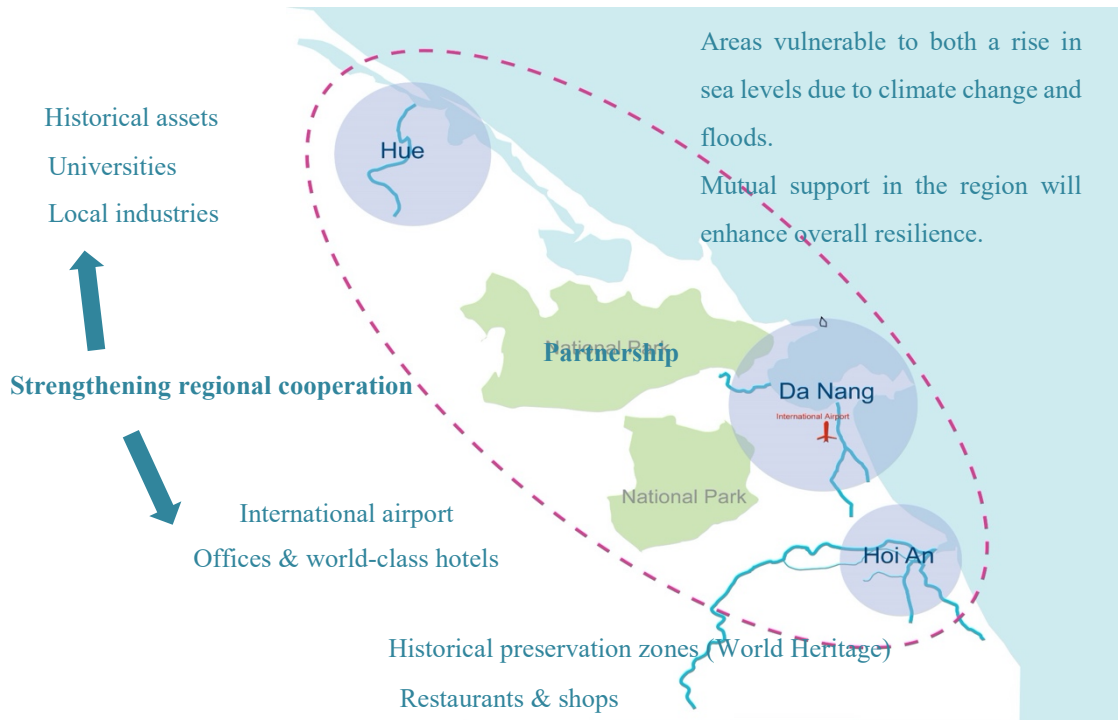 Areas vulnerable to both a rise in
sea levels due to climate change and
floods.
Mutual support in the region will
enhance overall resilience.
Historical assets
Universities
Local industries
Hue
National Park
Partnership
Strengthening regional cooperation
Da Nang
International Airport
National Park
International airport
Offices & world-class hotels
Hoi An
Historical preservation zones (World Heritage)
Restaurants & shops